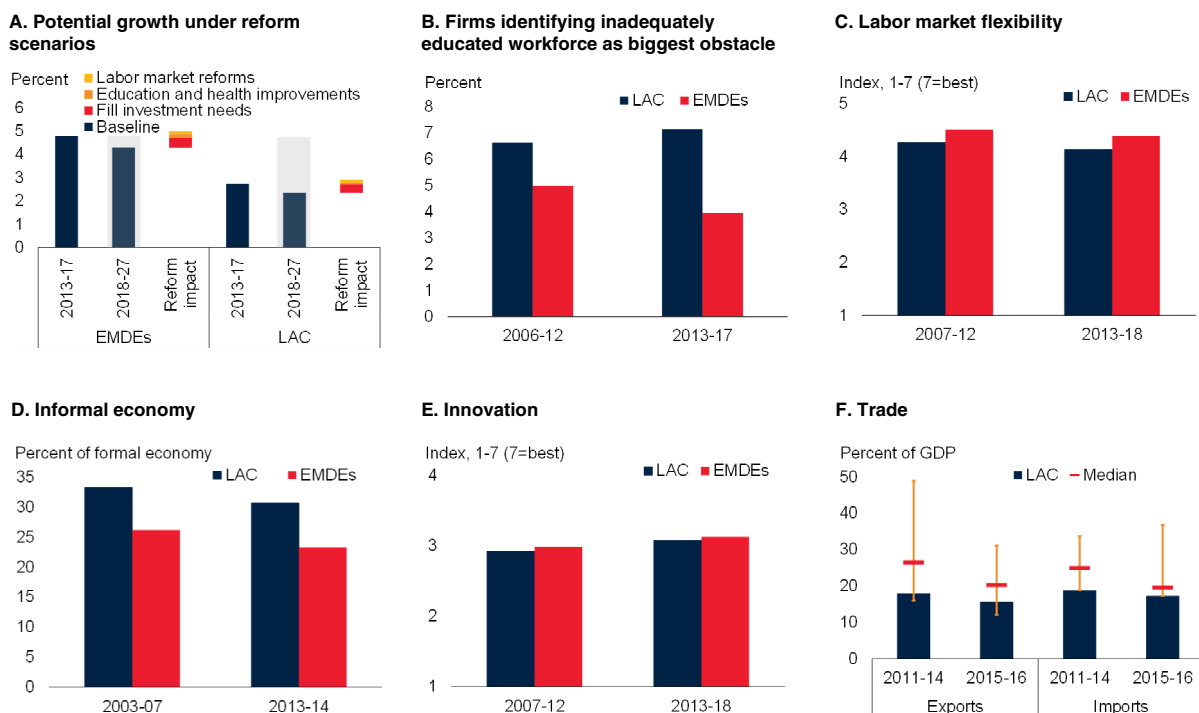 A. Potential growth under reform
scenarios
Percent
Labor market reforms
Education and health improvements
Fill investment needs
Baseline
6
5
4
3
2
1
0
2013-17
2018-27
Reform
impact
2013-17
2018-27
Reform
impact
EMDEs
LAC
B. Firms identifying inadequately
educated workforce as biggest obstacle
Percent
LAC
EMDEs
8
7
6
5
4
3
2
1
0
2006-12
2013-17
C. Labor market flexibility
Index, 1-7 (7=best)
LAC
EMDEs
5
4
3
2
1
2007-12
2013-18
D. Informal economy
Percent of formal economy
LAC
EMDEs
35
30
25
20
15
10
5
0
2003-07
2013-14
E. Innovation
Index, 1-7 (7=best)
LAC
EMDEs
4
3
2
1
2007-12
2013-18
F. Trade
Percent of GDP
LAC
Median
50
40
30
20
10
0
2011-14
2015-16
2011-14
2015-16
Exports
Imports